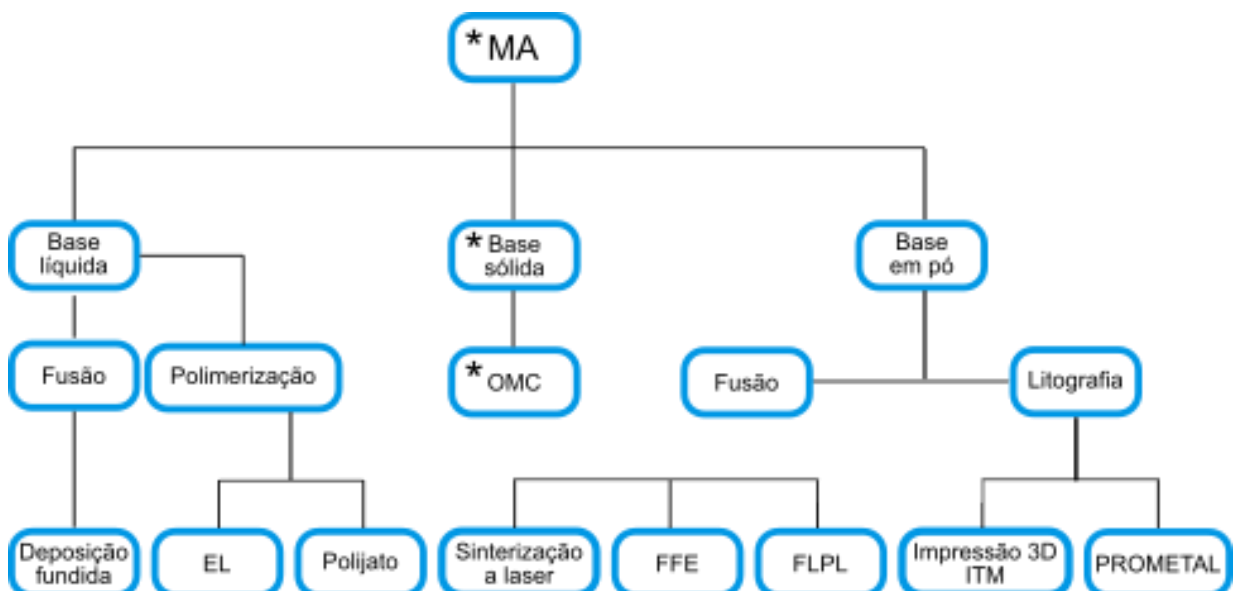 *MA
Base
líquida
*Base
sólida
Base
em pó
Fusão
Polimerização
*OMC
Fusão
Litografia
Deposição
fundida
EL
Polijato
Sinterização
a laser
FFE
FLPL
Impressão 3D
ITM
PROMETAL